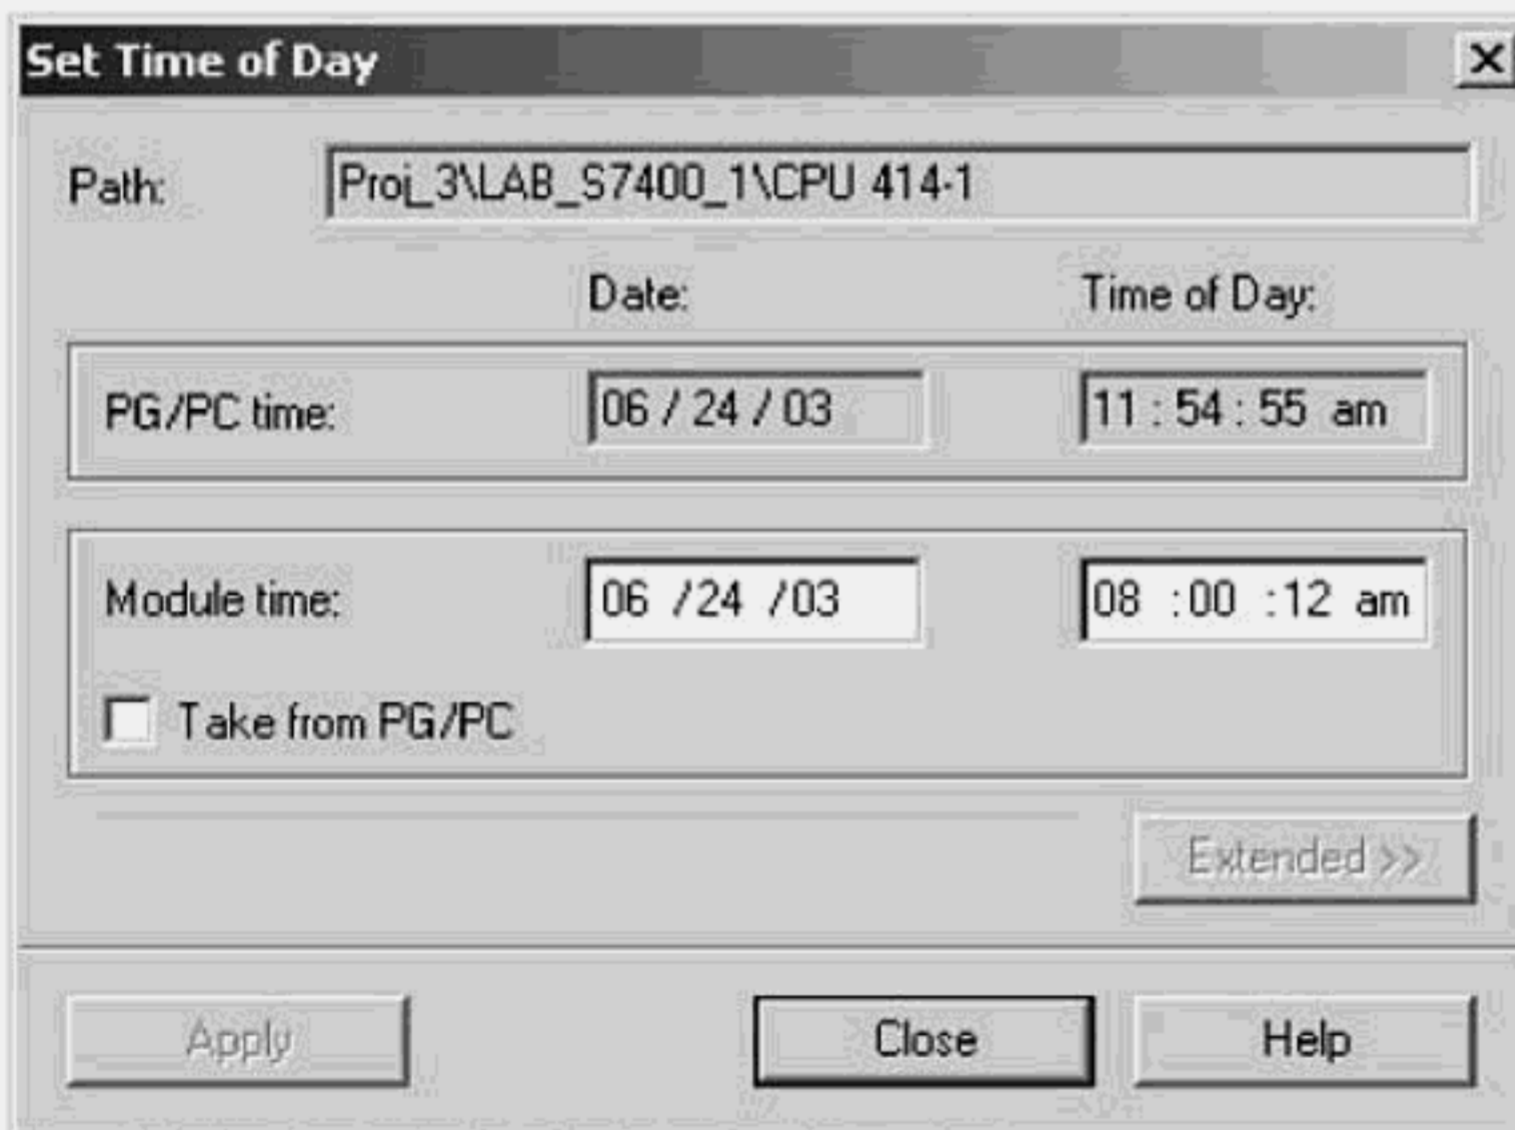 Set Time of Day
Path: Proj_3\LAB_S7400_1\CPU 414-1
Date: Time of Day:
PG/PC time: 06 / 24 / 03 11 : 54 : 55 am
Module time: 06 /24 /03 08 :00 :12 am
Take from PG/PC
Extended >>
Apply Close Help